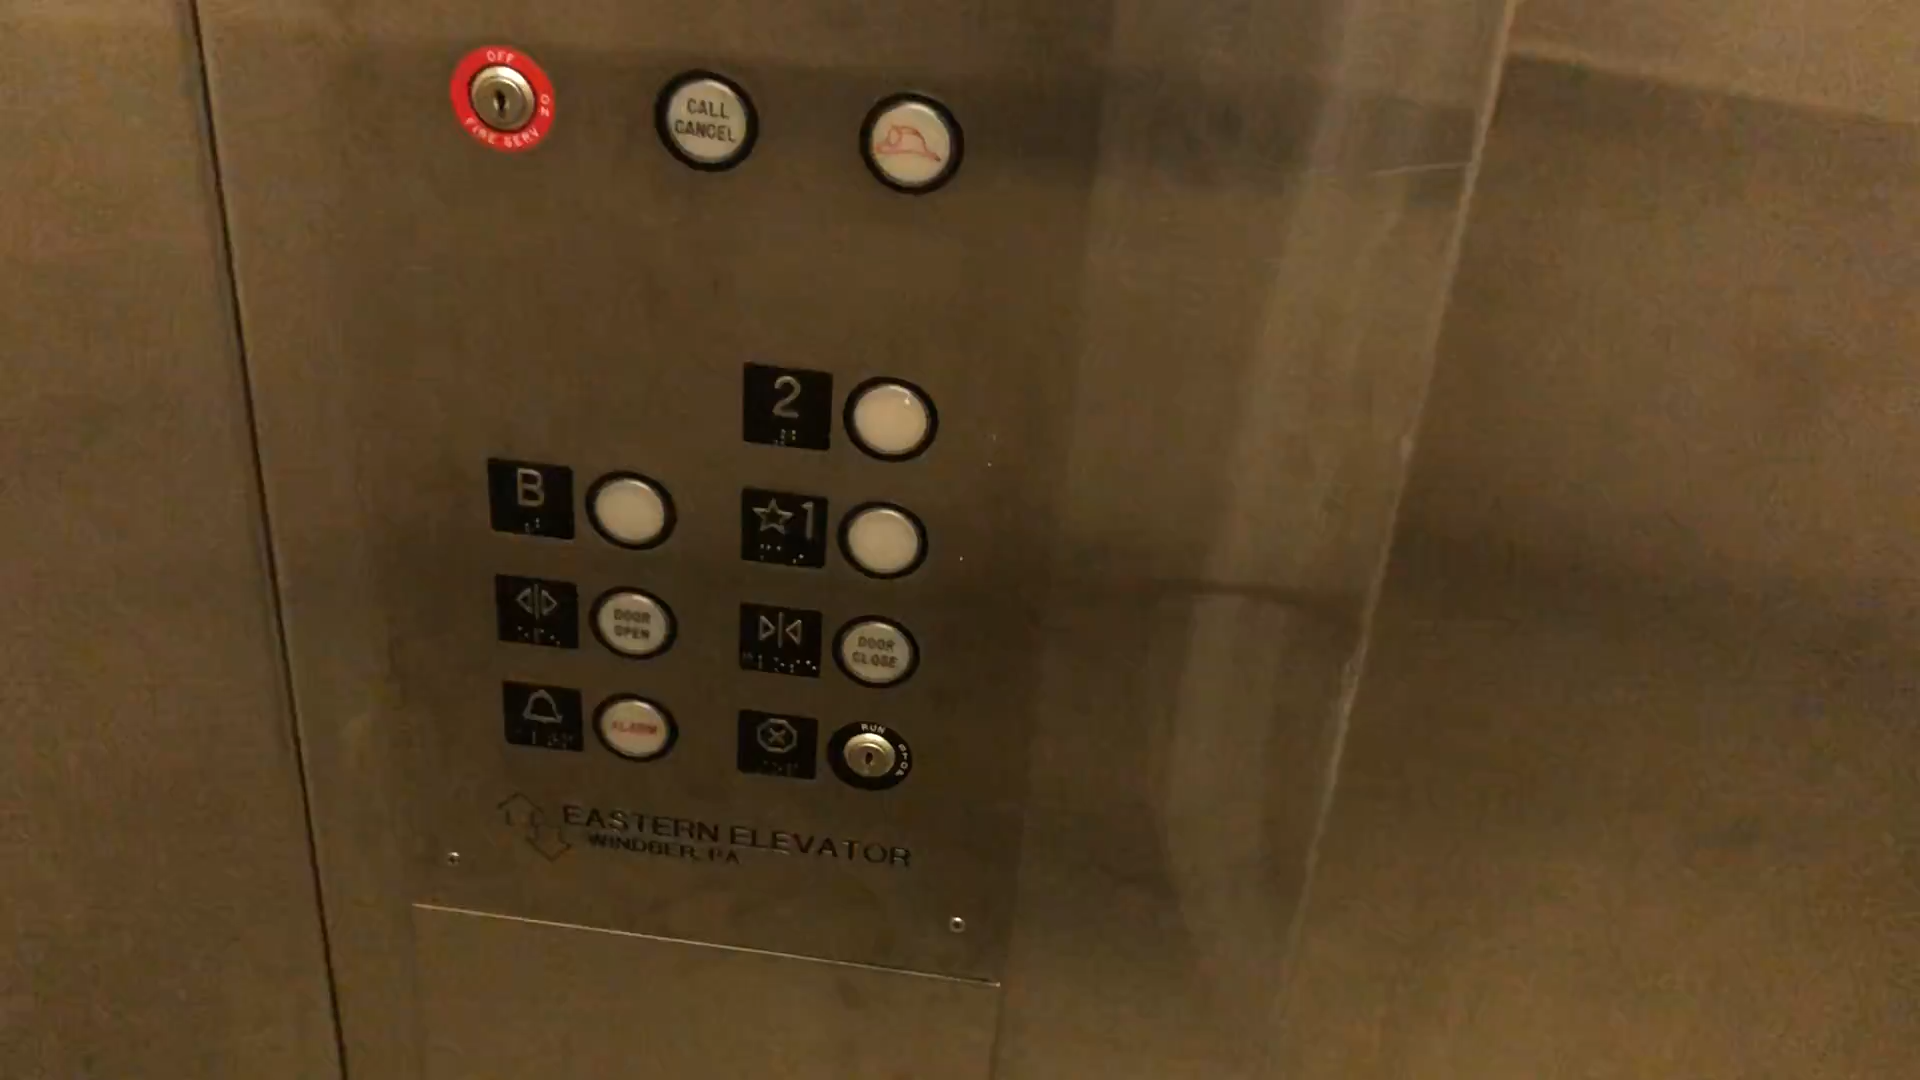 OFF
ON
FIRE SERV
CALL
CANCEL
2
B
☆1
DOOR
OPEN
DOOR
CLOSE
ALARM
RUN
STOP
EASTERN ELEVATOR
WINDBER, PA